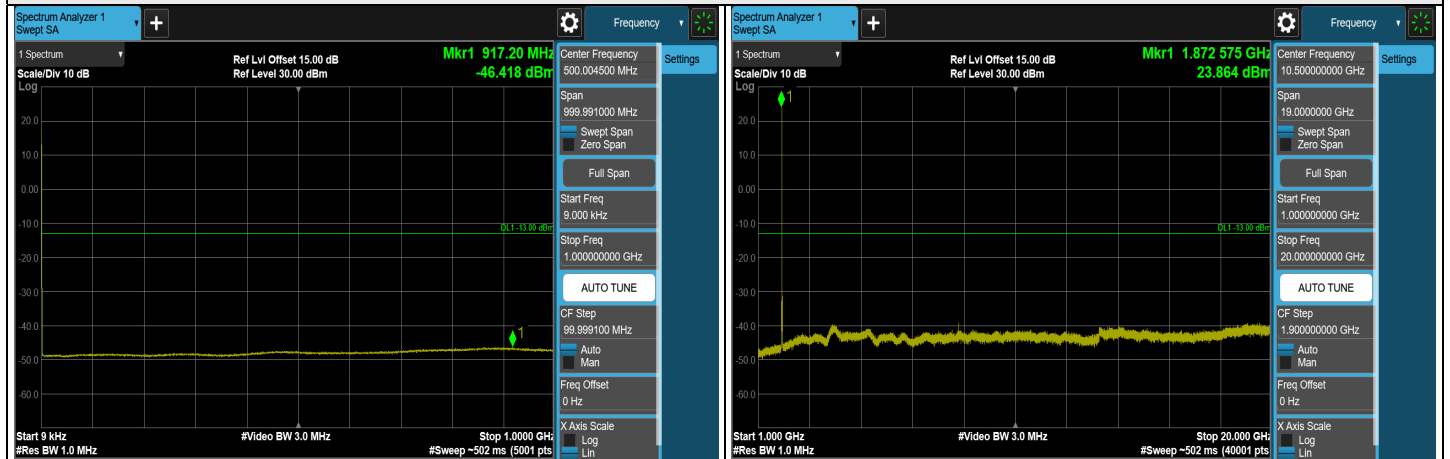 Spectrum Analyzer 1
Swept SA
+
Frequency
1 Spectrum
Scale/Div 10 dB
Log
Ref Lvl Offset 15.00 dB
Ref Level 30.00 dBm
Mkr1 917.20 MHz
-46.418 dBm
20.0
10.0
0.00
-10.0
-20.0
-30.0
-40.0
-50.0
-60.0
DL1 -13.00 dBm
1
Start 9 kHz
#Res BW 1.0 MHz
#Video BW 3.0 MHz
Stop 1.0000 GHz
#Sweep ~502 ms (5001 pts
Center Frequency
500.004500 MHz
Settings
Span
999.991000 MHz
Swept Span
Zero Span
Full Span
Start Freq
9.000 kHz
Stop Freq
1.000000000 GHz
AUTO TUNE
CF Step
99.999100 MHz
Auto
Man
Freq Offset
0 Hz
X Axis Scale
Log
Lin
Spectrum Analyzer 1
Swept SA
+
Frequency
1 Spectrum
Scale/Div 10 dB
Log
Ref Lvl Offset 15.00 dB
Ref Level 30.00 dBm
Mkr1 1.872 575 GHz
23.864 dBm
1
20.0
10.0
0.00
-10.0
-20.0
-30.0
-40.0
-50.0
-60.0
DL1 -13.00 dBm
Start 1.000 GHz
#Res BW 1.0 MHz
#Video BW 3.0 MHz
Stop 20.000 GHz
#Sweep ~502 ms (40001 pts
Center Frequency
10.500000000 GHz
Settings
Span
19.0000000 GHz
Swept Span
Zero Span
Full Span
Start Freq
1.000000000 GHz
Stop Freq
20.000000000 GHz
AUTO TUNE
CF Step
1.900000000 GHz
Auto
Man
Freq Offset
0 Hz
X Axis Scale
Log
Lin